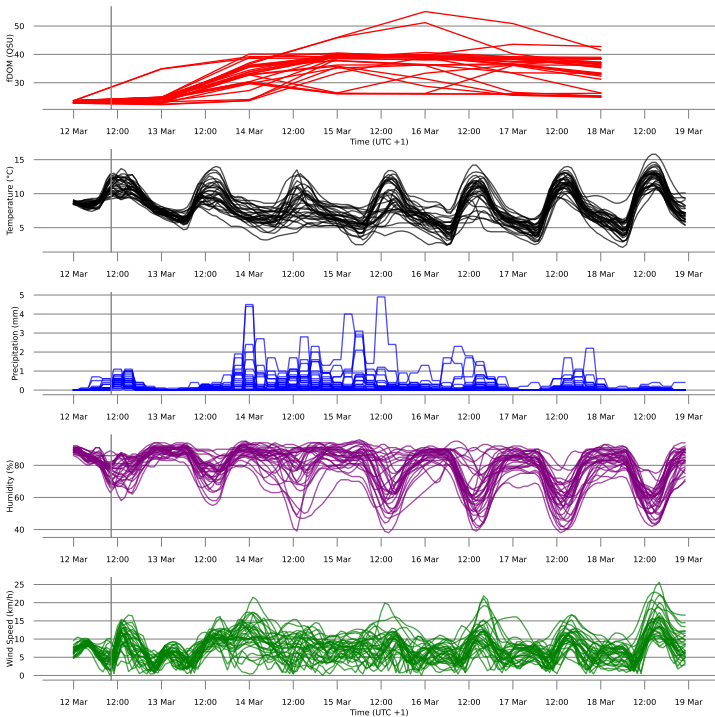 50
40
30
fDOM (QSU)
12 Mar 12:00 13 Mar 12:00 14 Mar 12:00 15 Mar 12:00 16 Mar 12:00 17 Mar 12:00 18 Mar 12:00 19 Mar
Time (UTC +1)
15
10
5
Temperature (°C)
12 Mar 12:00 13 Mar 12:00 14 Mar 12:00 15 Mar 12:00 16 Mar 12:00 17 Mar 12:00 18 Mar 12:00 19 Mar
5
4
3
2
1
0
Precipitation (mm)
12 Mar 12:00 13 Mar 12:00 14 Mar 12:00 15 Mar 12:00 16 Mar 12:00 17 Mar 12:00 18 Mar 12:00 19 Mar
80
60
40
Humidity (%)
12 Mar 12:00 13 Mar 12:00 14 Mar 12:00 15 Mar 12:00 16 Mar 12:00 17 Mar 12:00 18 Mar 12:00 19 Mar
25
20
15
10
5
0
Wind Speed (km/h)
12 Mar 12:00 13 Mar 12:00 14 Mar 12:00 15 Mar 12:00 16 Mar 12:00 17 Mar 12:00 18 Mar 12:00 19 Mar
Time (UTC +1)